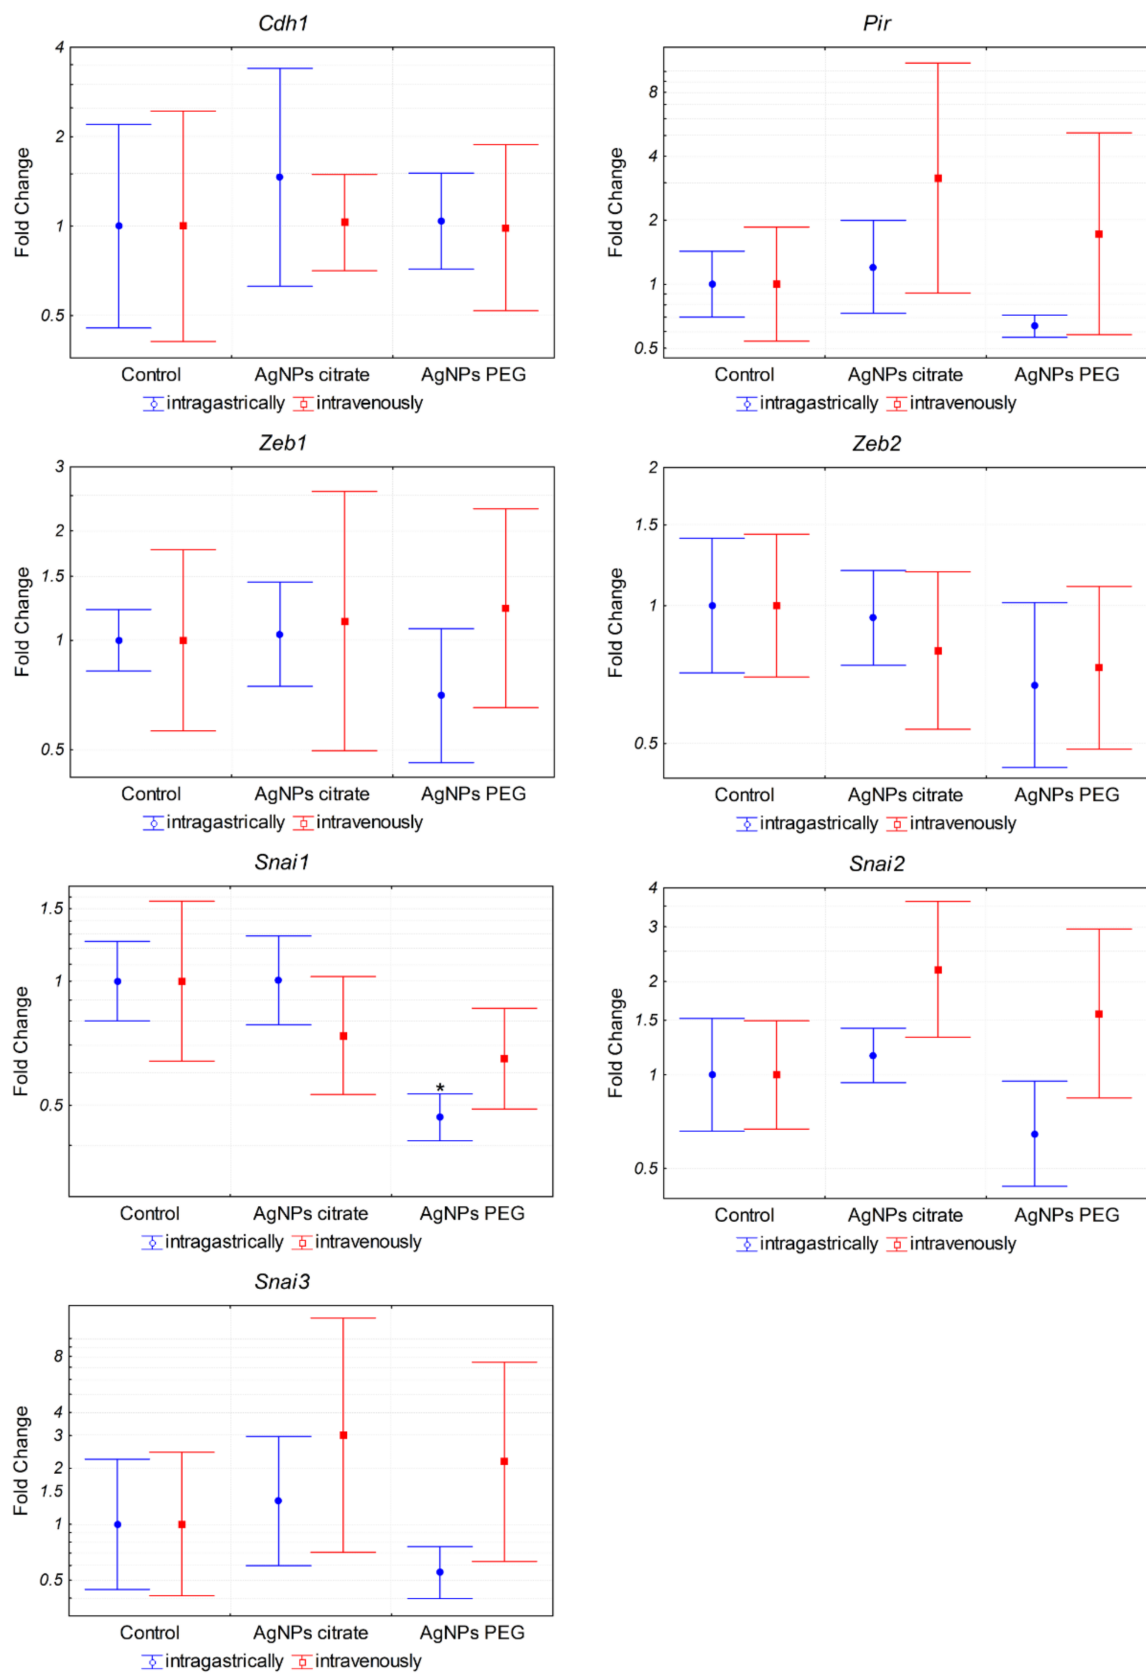 Cdh1
4
2
1
0.5
Fold Change
Control AgNPs citrate AgNPs PEG
intragastrically intravenously
Pir
8
4
2
1
0.5
Fold Change
Control AgNPs citrate AgNPs PEG
intragastrically intravenously
Zeb1
3
2
1.5
1
0.5
Fold Change
Control AgNPs citrate AgNPs PEG
intragastrically intravenously
Zeb2
2
1.5
1
0.5
Fold Change
Control AgNPs citrate AgNPs PEG
intragastrically intravenously
Snai1
1.5
1
0.5
*
Fold Change
Control AgNPs citrate AgNPs PEG
intragastrically intravenously
Snai2
4
3
2
1.5
1
0.5
Fold Change
Control AgNPs citrate AgNPs PEG
intragastrically intravenously
Snai3
8
4
3
2
1.5
1
0.5
Fold Change
Control AgNPs citrate AgNPs PEG
intragastrically intravenously